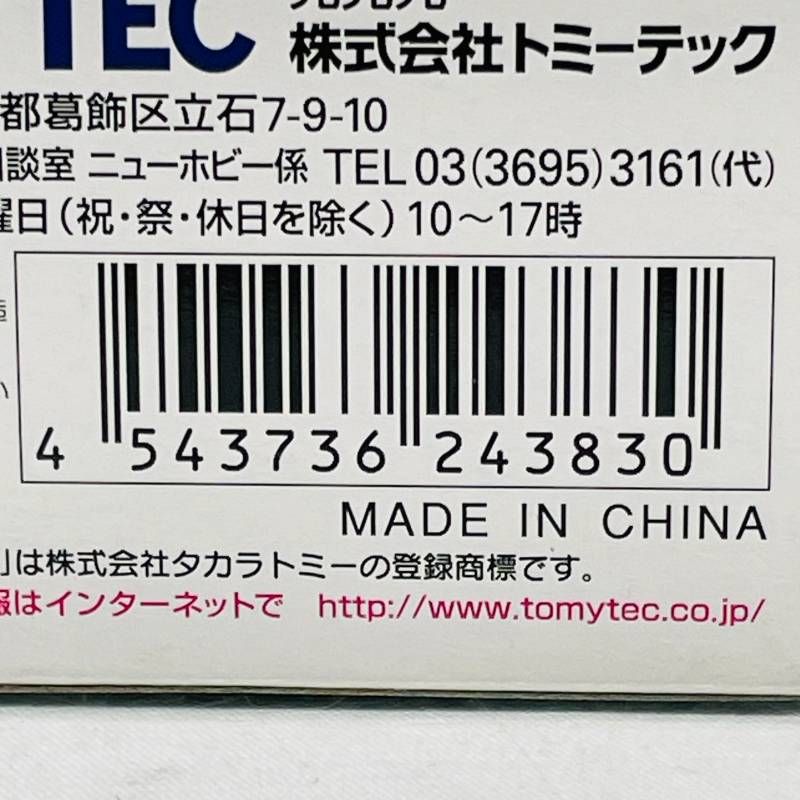 TEC 株式会社トミーテック
都葛飾区立石7-9-10
談室 ニューホビー係 TEL 03(3695)3161(代)
曜日(祝・祭・休日を除く)10～17時
4 543736 243830
MADE IN CHINA
」は株式会社タカラトミーの登録商標です。
報はインターネットで http://www.tomytec.co.jp/